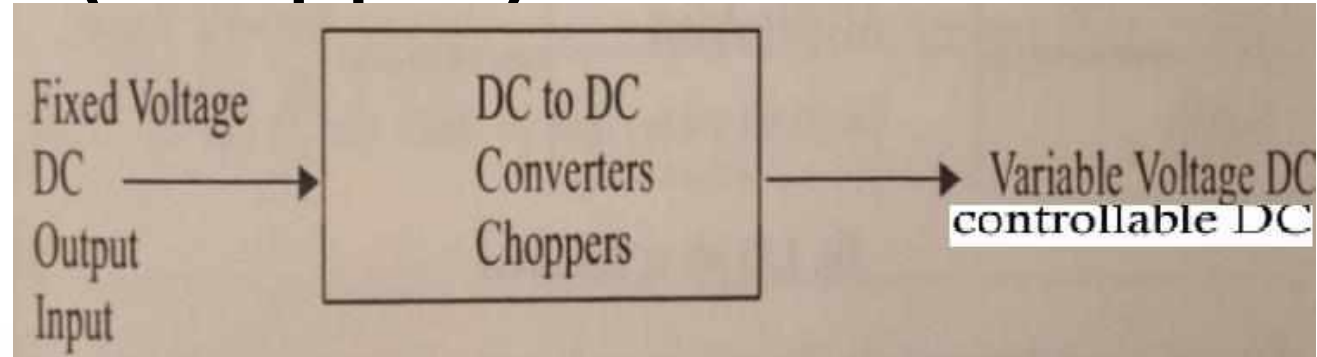 Fixed Voltage
DC
Output
Input
DC to DC
Converters
Choppers
Variable Voltage DC
controllable DC